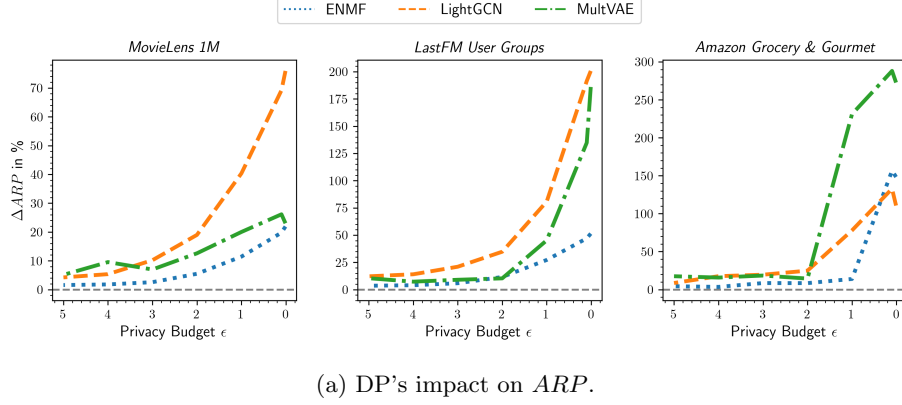 ENMF LightGCN MultVAE
MovieLens 1M
LastFM User Groups
Amazon Grocery & Gourmet
ΔARP in %
70
60
50
40
30
20
10
0
5 4 3 2 1 0
Privacy Budget ϵ
200
175
150
125
100
75
50
25
0
5 4 3 2 1 0
Privacy Budget ϵ
300
250
200
150
100
50
0
5 4 3 2 1 0
Privacy Budget ϵ
(a) DP's impact on ARP.